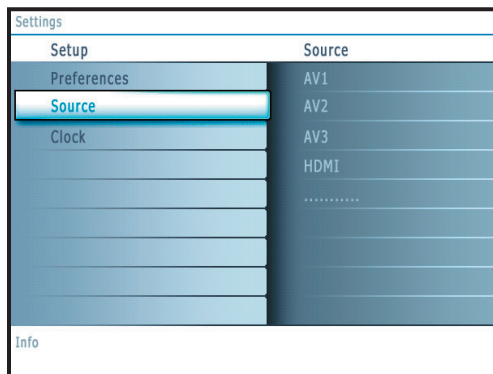 Settings
Setup
Source
Preferences
AV1
Source
AV2
Clock
AV3
HDMI
...........
Info